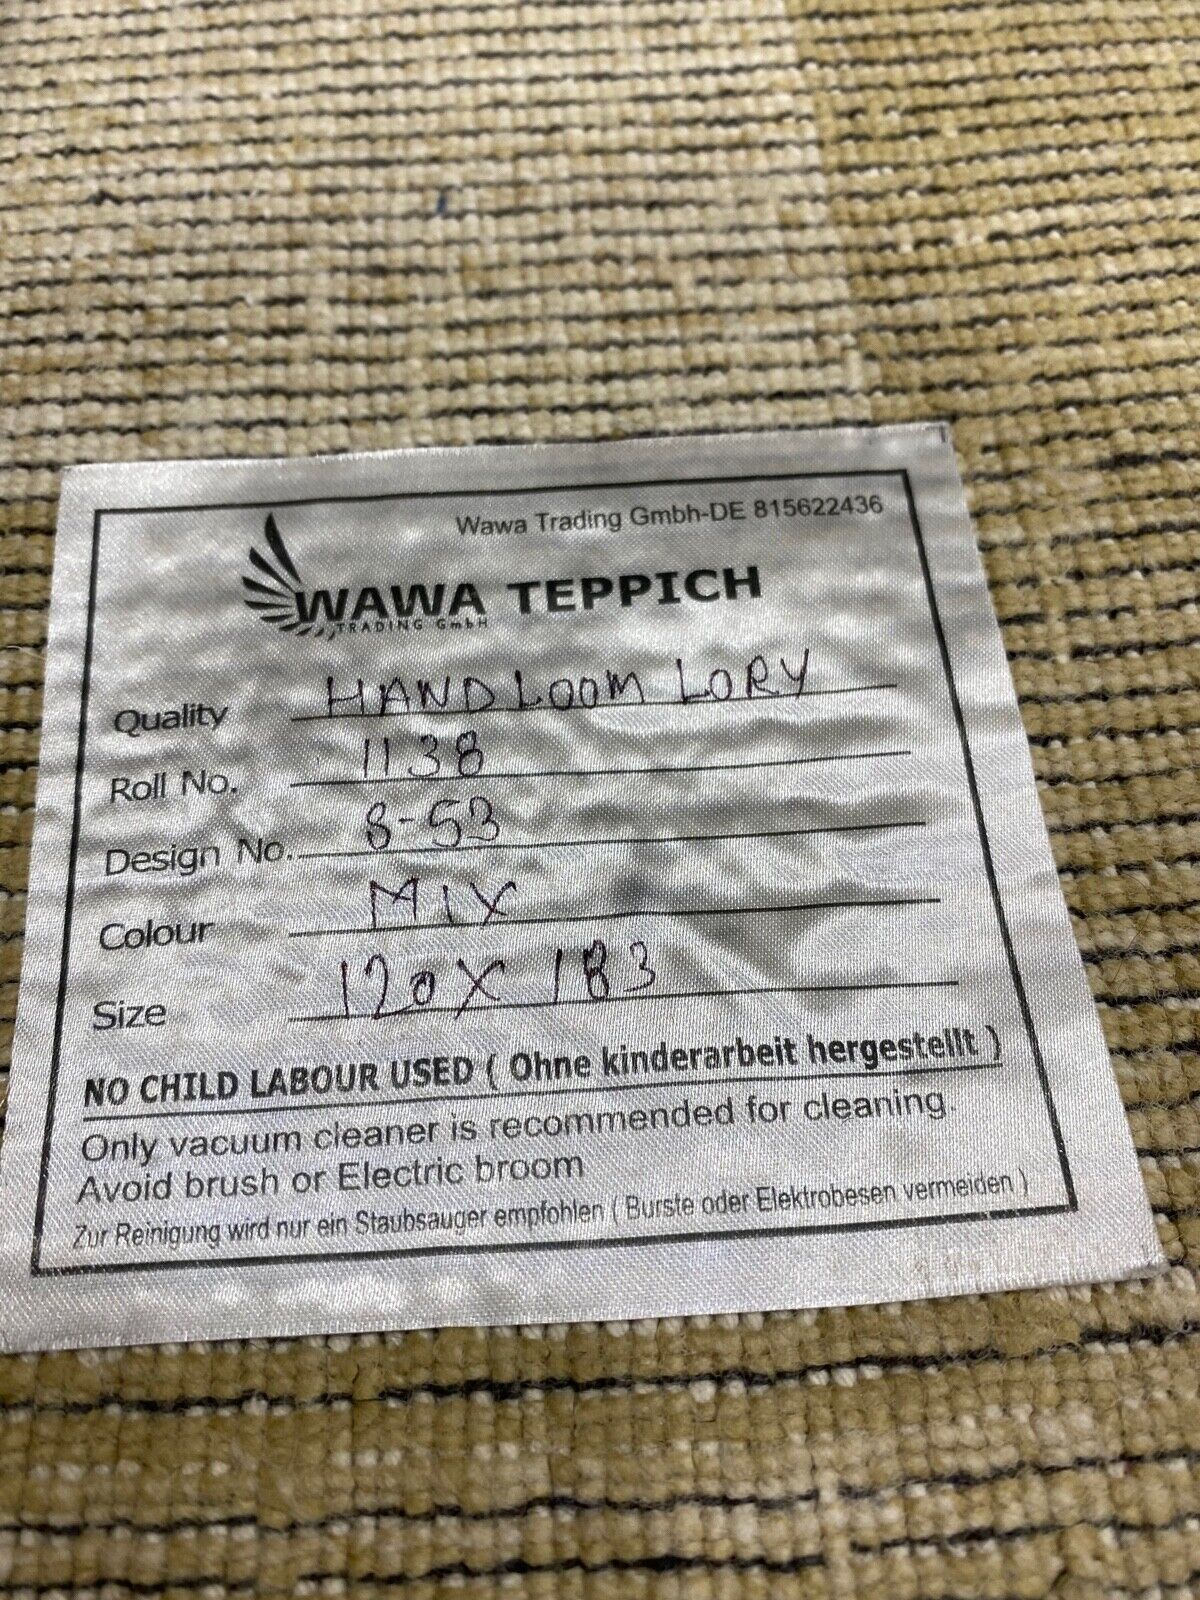 Wawa Trading Gmbh-DE 815622436
WAWA TEPPICH
TRADING GmbH
Quality HANDLOOM LORY
Roll No. 1138
Design No. 8-53
Colour MIX
Size 120X 183
NO CHILD LABOUR USED ( Ohne kinderarbeit hergestellt )
Only vacuum cleaner is recommended for cleaning.
Avoid brush or Electric broom
Zur Reinigung wird nur ein Staubsauger empfohlen ( Burste oder Elektrobesen vermeiden )